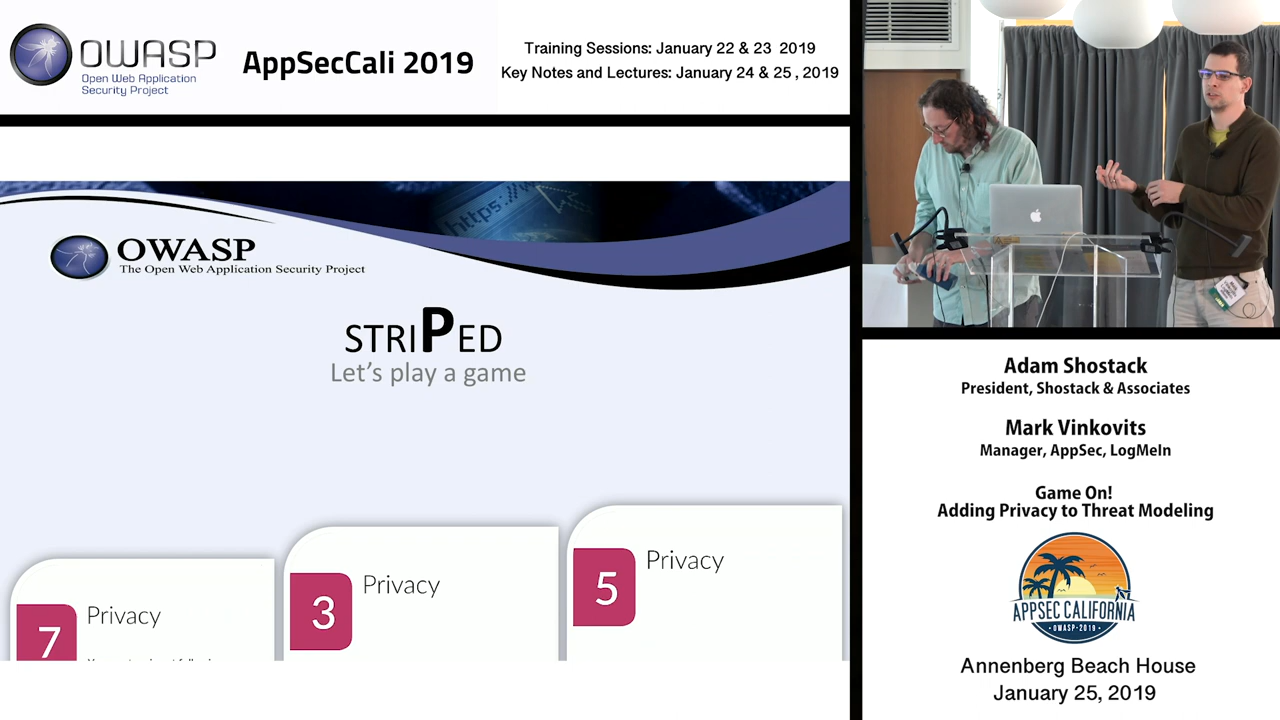 OWASP
Open Web Application
Security Project
AppSecCali 2019
Training Sessions: January 22 & 23 2019
Key Notes and Lectures: January 24 & 25 , 2019
https:
OWASP
The Open Web Application Security Project
STRIPED
Let's play a game
7
Privacy
3
Privacy
5
Privacy
Adam Shostack
President, Shostack & Associates
Mark Vinkovits
Manager, AppSec, LogMeIn
Game On!
Adding Privacy to Threat Modeling
APPSEC CALIFORNIA
OWASP-2019
Annenberg Beach House
January 25, 2019